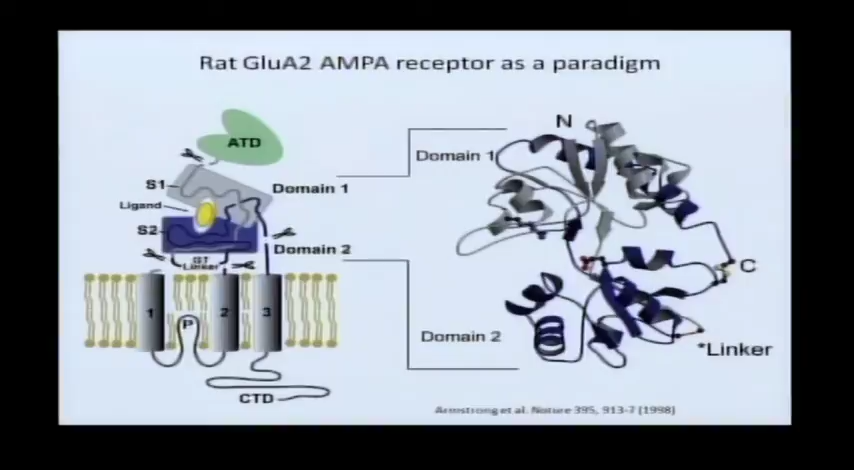 Rat GluA2 AMPA receptor as a paradigm
ATD
S1
Domain 1
Ligand
S2
Domain 2
GT
Linker
1
P
2
3
CTD
N
Domain 1
C
Domain 2
*Linker
Armstrong et al. Nature 395, 913-7 (1998)